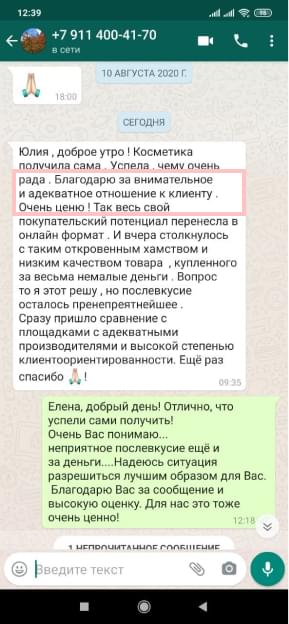 12:39
+7 911 400-41-70
в сети
10 АВГУСТА 2020 Г.
18:00
СЕГОДНЯ
Юлия , доброе утро ! Косметика
получила сама . Успела , чему очень
рада . Благодарю за внимательное
и адекватное отношение к клиенту .
Очень ценю ! Так весь свой
покупательский потенциал перенесла в
онлайн формат . И вчера столкнулось
с таким откровенным хамством и
низким качеством товара , купленного
за весьма немалые деньги . Вопрос
то я этот решу , но послевкусие
осталось пренепреятнейшее .
Сразу пришло сравнение с
площадками с адекватными
производителями и высокой степенью
клиентоориентированности. Ещё раз
спасибо 🙏🏻 !
09:35
Елена, добрый день! Отлично, что
успели сами получить!
Очень Вас понимаю...
неприятное послевкусие ещё и
за деньги....Надеюсь ситуация
разрешиться лучшим образом для Вас.
Благодарю Вас за сообщение и
высокую оценку. Для нас это тоже
очень ценно!
12:18
1 НЕПРОЧИТАННОЕ СООБЩЕНИЕ
Введите текст